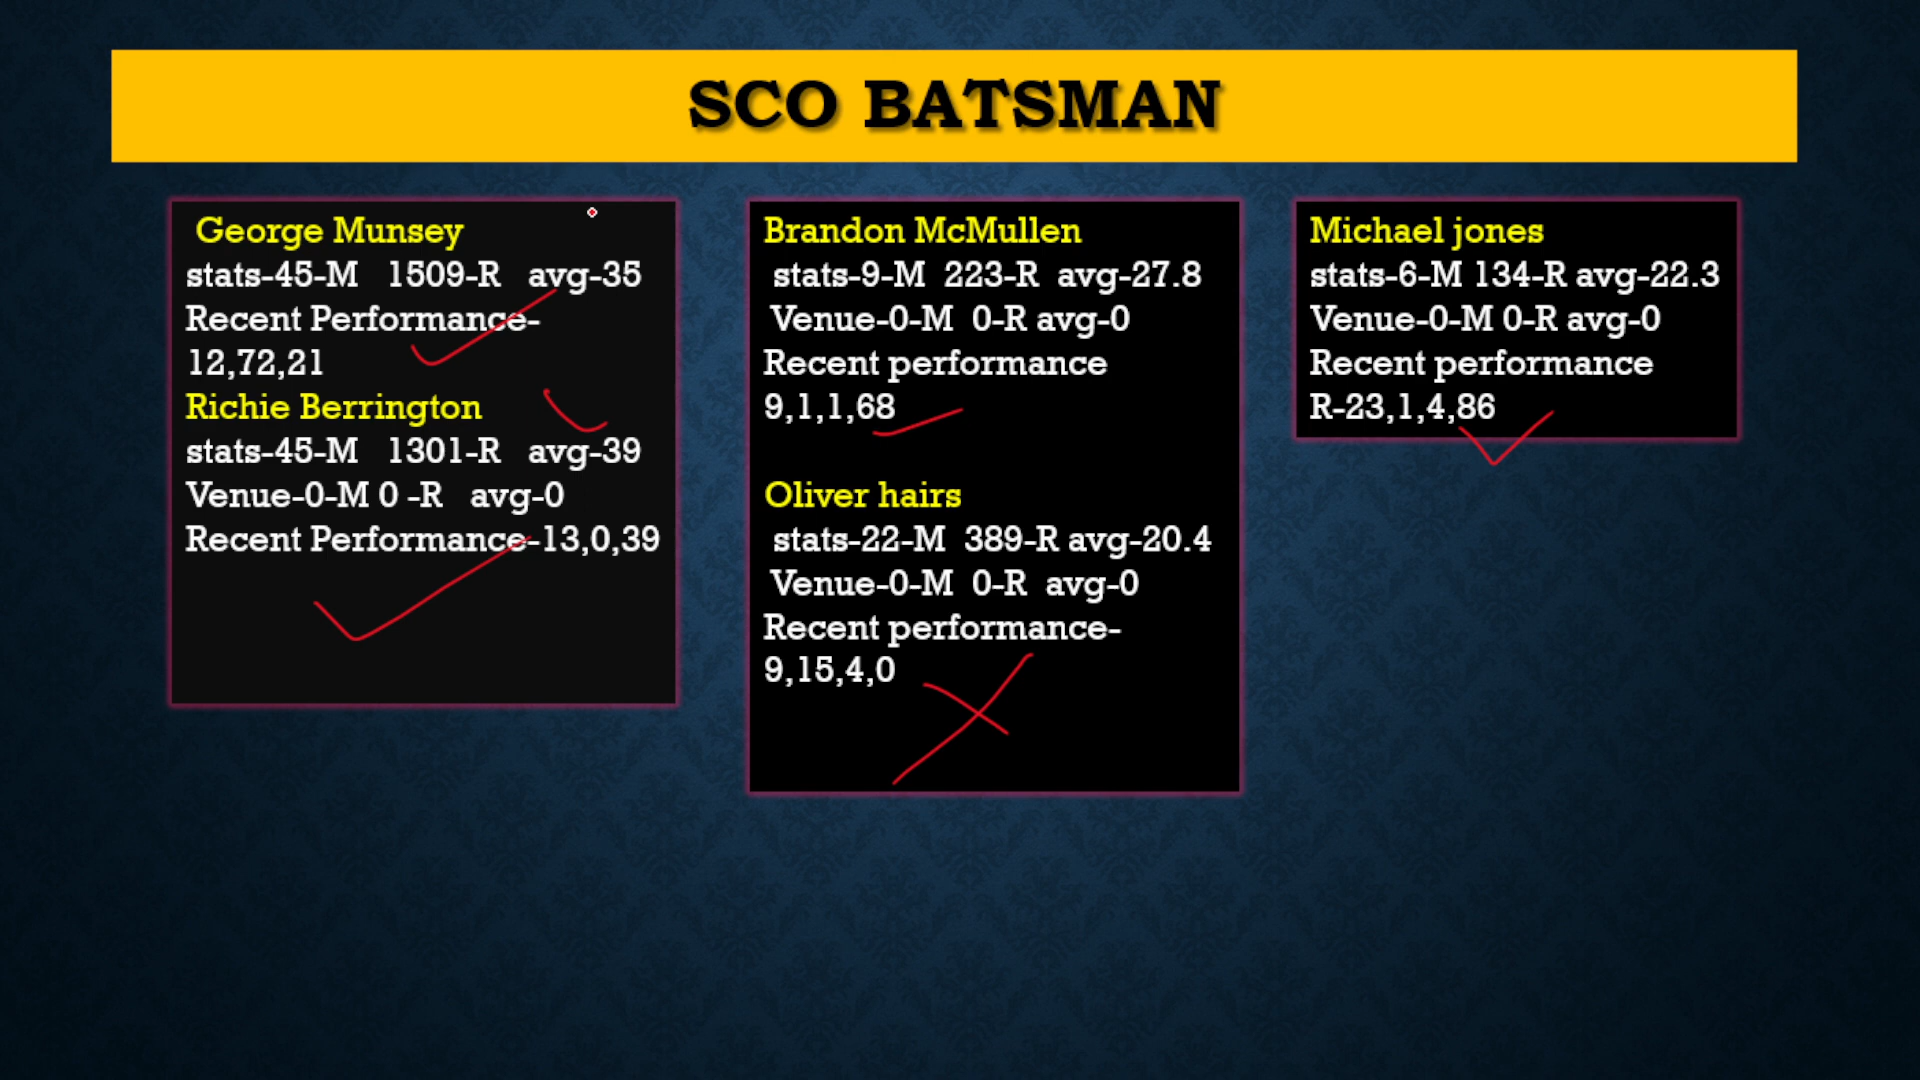 SCO BATSMAN
George Munsey
stats-45-M 1509-R avg-35
Recent Performance-
12,72,21
Richie Berrington
stats-45-M 1301-R avg-39
Venue-0-M 0 -R avg-0
Recent Performance-13,0,39
Brandon McMullen
stats-9-M 223-R avg-27.8
Venue-0-M 0-R avg-0
Recent performance
9,1,1,68
Oliver hairs
stats-22-M 389-R avg-20.4
Venue-0-M 0-R avg-0
Recent performance-
9,15,4,0
Michael jones
stats-6-M 134-R avg-22.3
Venue-0-M 0-R avg-0
Recent performance
R-23,1,4,86